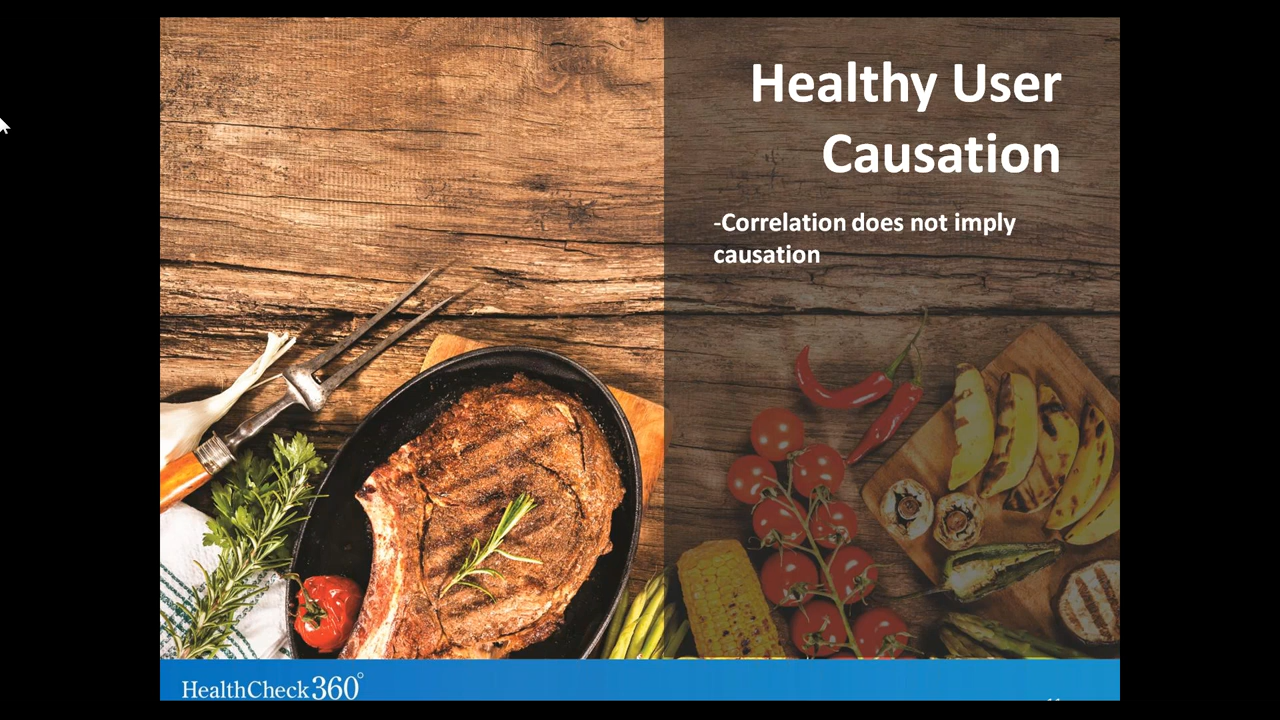 Healthy User
Causation
-Correlation does not imply
causation
HealthCheck360°